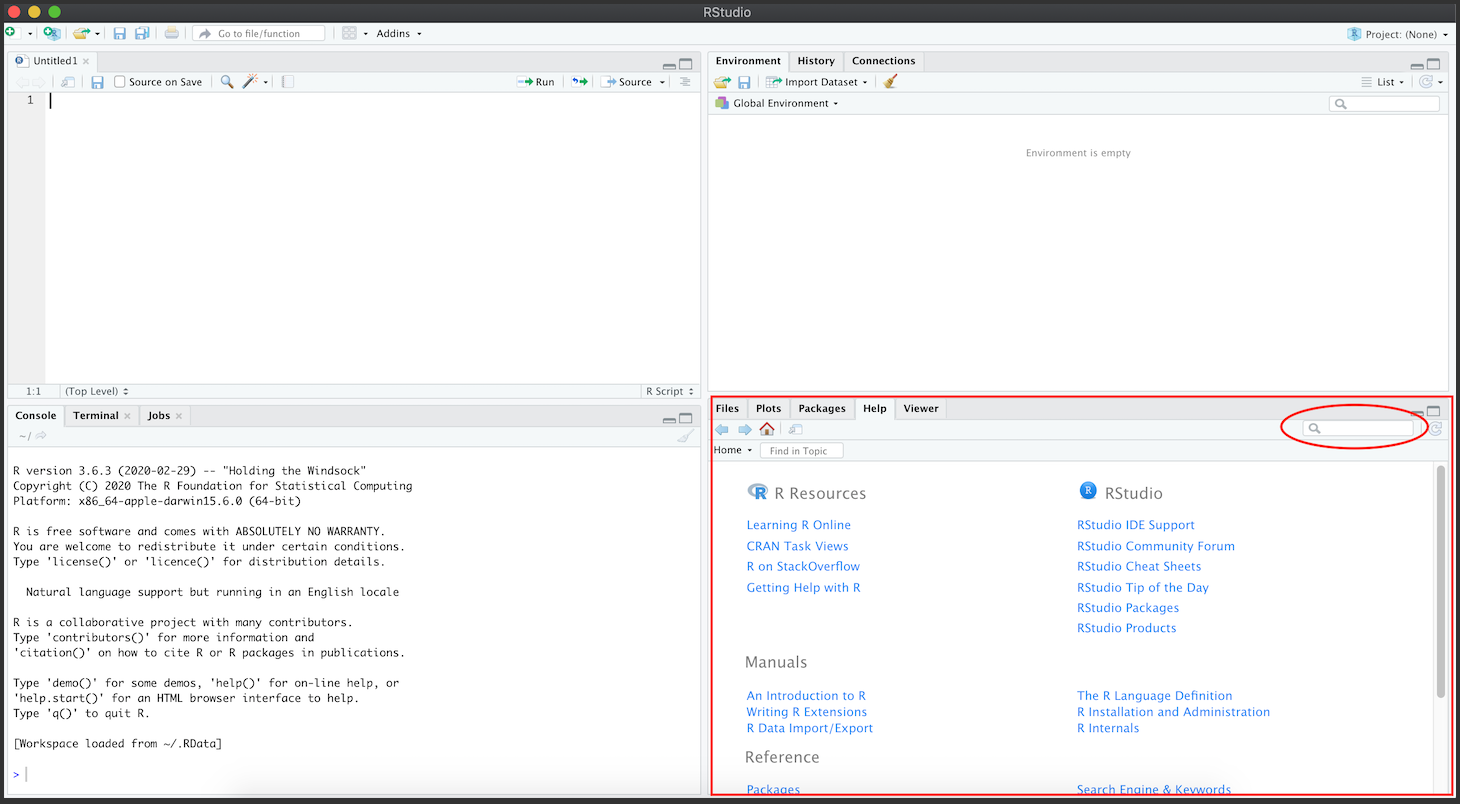 RStudio
Go to file/function
Addins
Project: (None)
Untitled1
Source on Save
Run
Source
1
1:1
(Top Level)
R Script
Environment
History
Connections
Import Dataset
List
Global Environment
Environment is empty
Console
Terminal
Jobs
~/
R version 3.6.3 (2020-02-29) -- "Holding the Windsock"
Copyright (C) 2020 The R Foundation for Statistical Computing
Platform: x86_64-apple-darwin15.6.0 (64-bit)
R is free software and comes with ABSOLUTELY NO WARRANTY.
You are welcome to redistribute it under certain conditions.
Type 'license()' or 'licence()' for distribution details.
Natural language support but running in an English locale
R is a collaborative project with many contributors.
Type 'contributors()' for more information and
'citation()' on how to cite R or R packages in publications.
Type 'demo()' for some demos, 'help()' for on-line help, or
'help.start()' for an HTML browser interface to help.
Type 'q()' to quit R.
[Workspace loaded from ~/.RData]
>
Files
Plots
Packages
Help
Viewer
Home
Find in Topic
R Resources
Learning R Online
CRAN Task Views
R on StackOverflow
Getting Help with R
RStudio
RStudio IDE Support
RStudio Community Forum
RStudio Cheat Sheets
RStudio Tip of the Day
RStudio Packages
RStudio Products
Manuals
An Introduction to R
Writing R Extensions
R Data Import/Export
The R Language Definition
R Installation and Administration
R Internals
Reference
Packages
Search Engine & Keywords